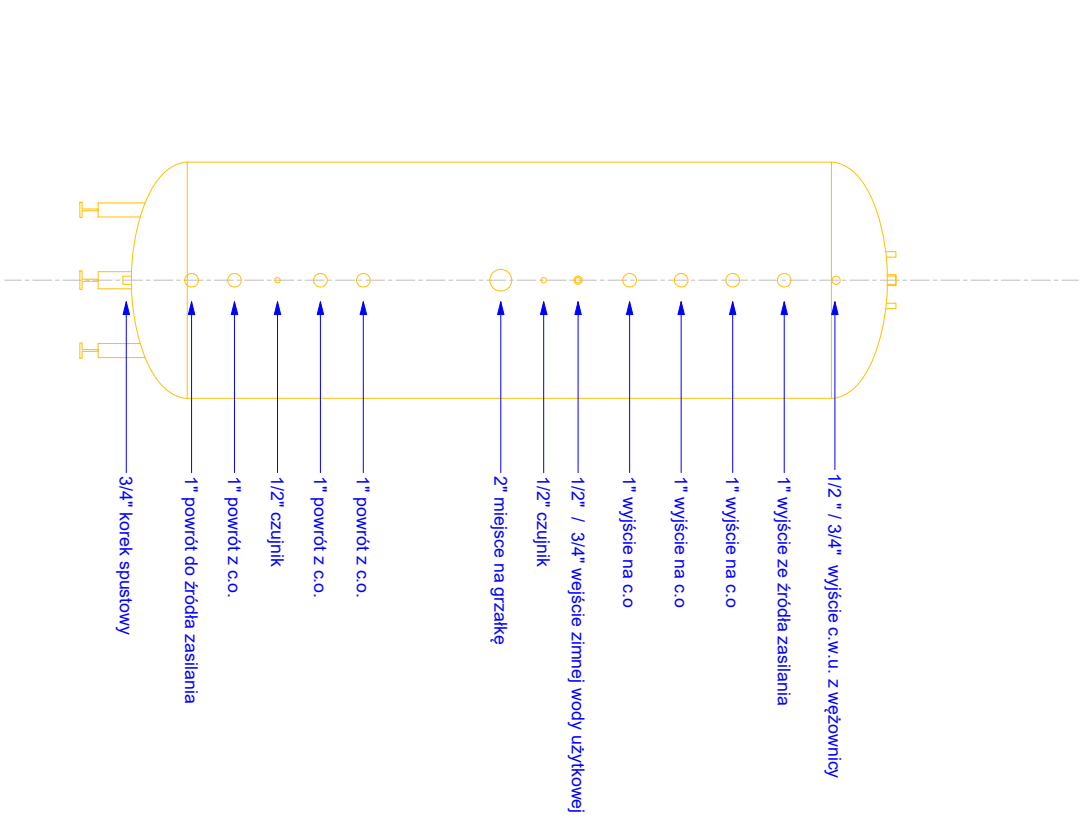 3/4" korek spustowy
1" powrót do źródła zasilania
1" powrót z c.o.
1/2" czujnik
1" powrót z c.o.
1" powrót z c.o.
2" miejsce na grzałkę
1/2" czujnik
1/2" / 3/4" wejście zimnej wody użytkowej
1" wyjście na c.o
1" wyjście na c.o
1" wyjście na c.o
1" wyjście ze źródła zasilania
1/2 " / 3/4" wyjście c.w.u. z wężownicy